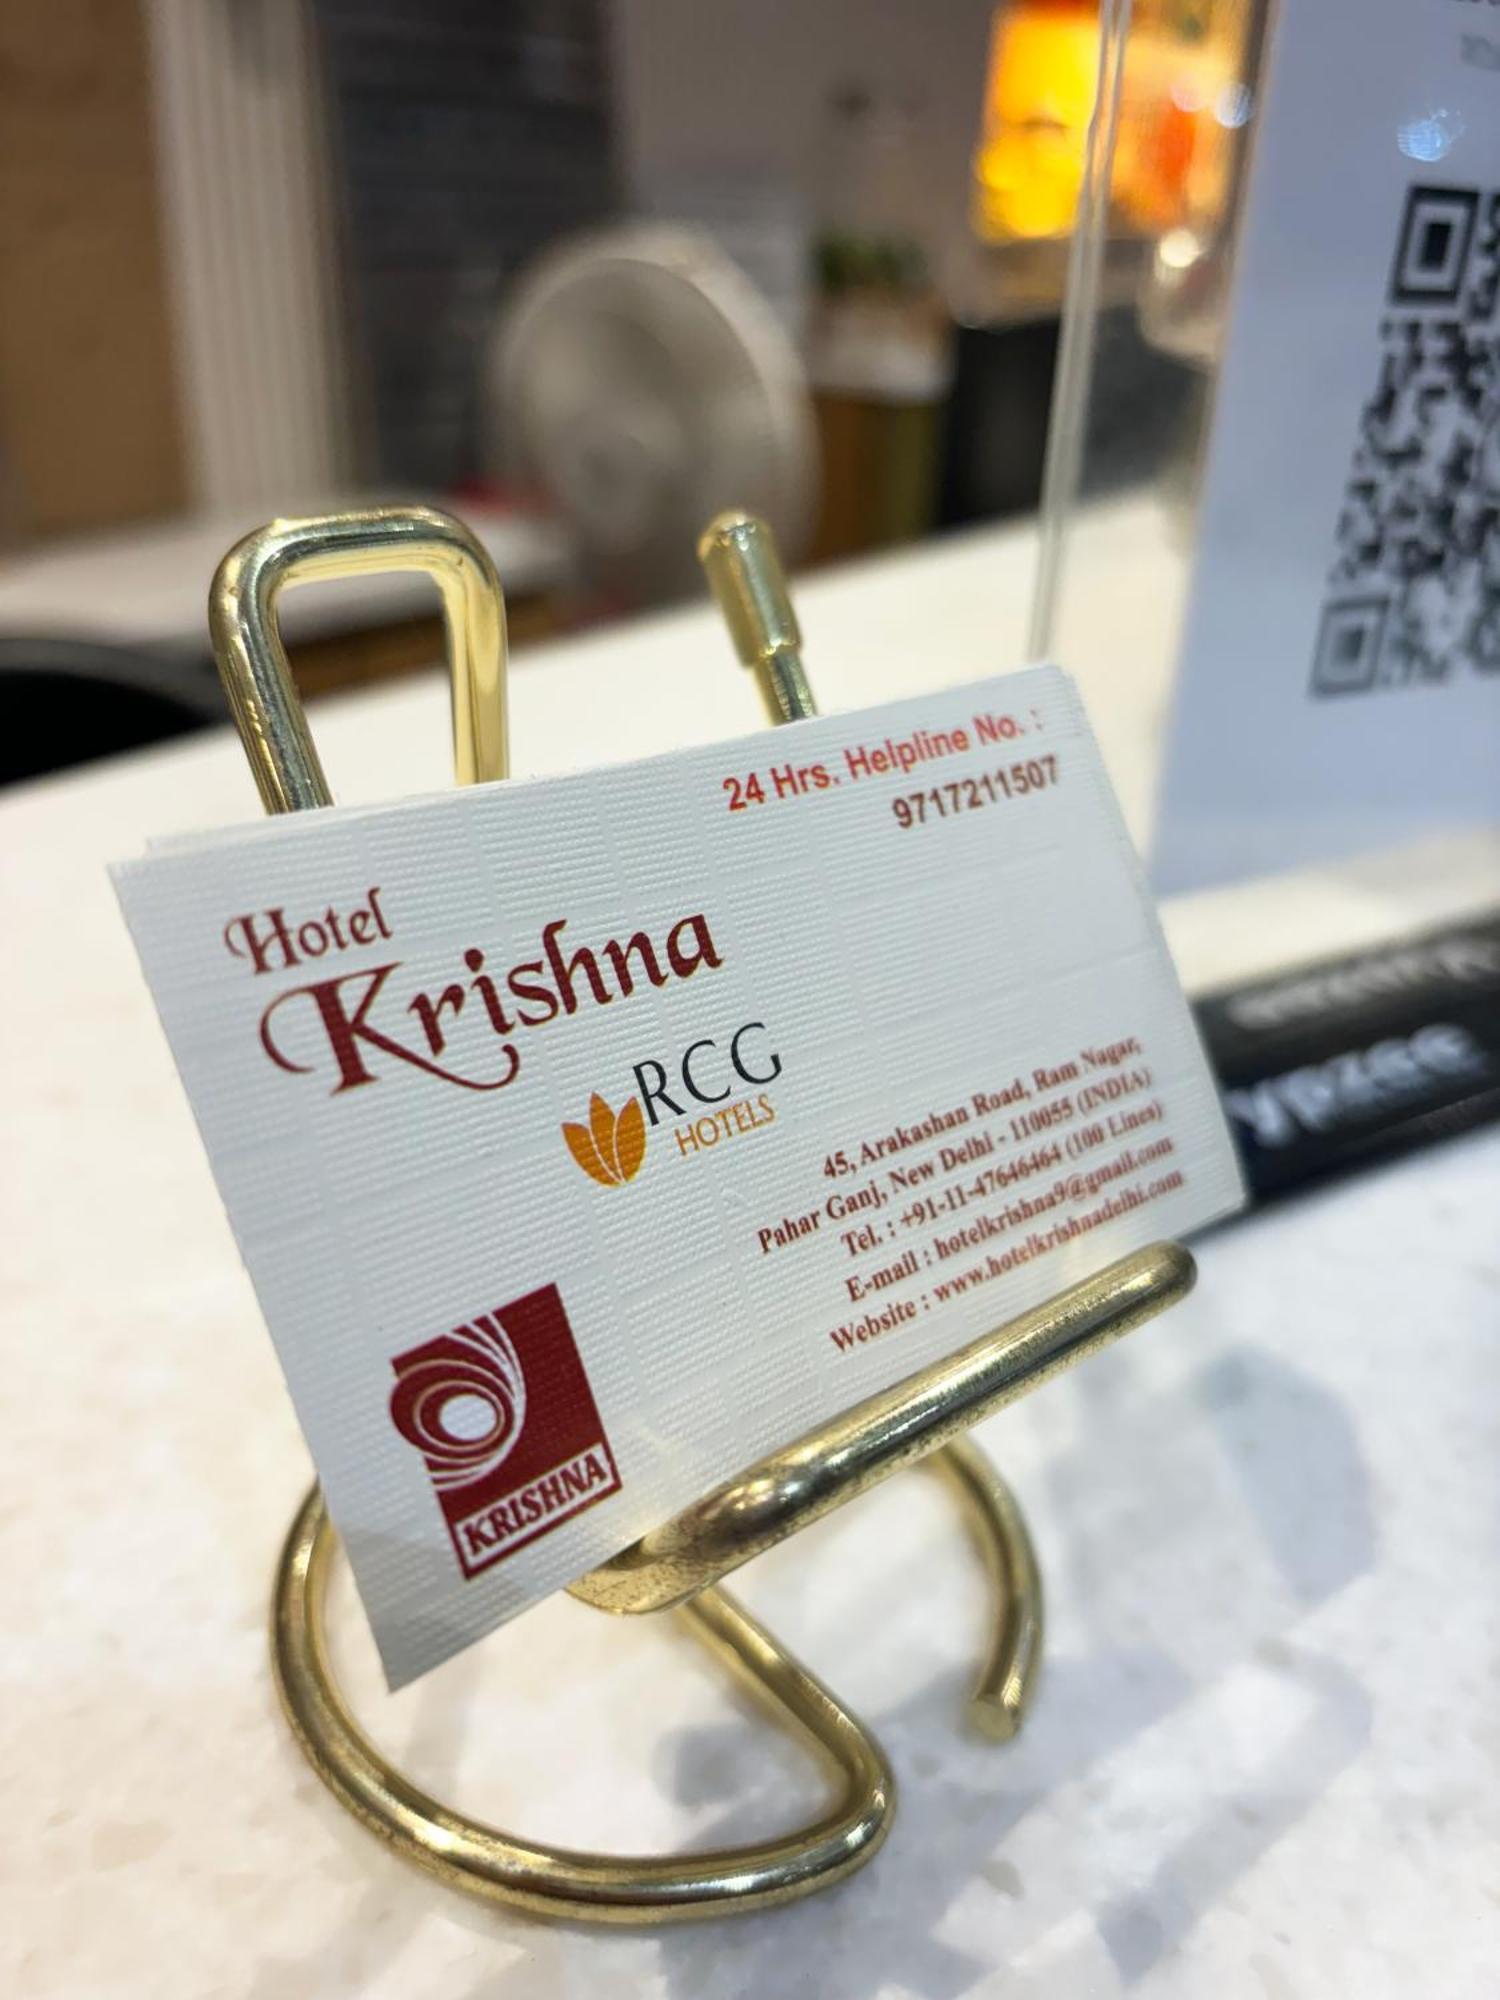 24 Hrs. Helpline No. :
9717211507
Hotel
Krishna
RCG
HOTELS
45, Arakashan Road, Ram Nagar,
Pahar Ganj, New Delhi - 110055 (INDIA)
Tel. : +91-11-47646464 (100 Lines)
E-mail : hotelkrishna9@gmail.com
Website : www.hotelkrishnadelhi.com
KRISHNA